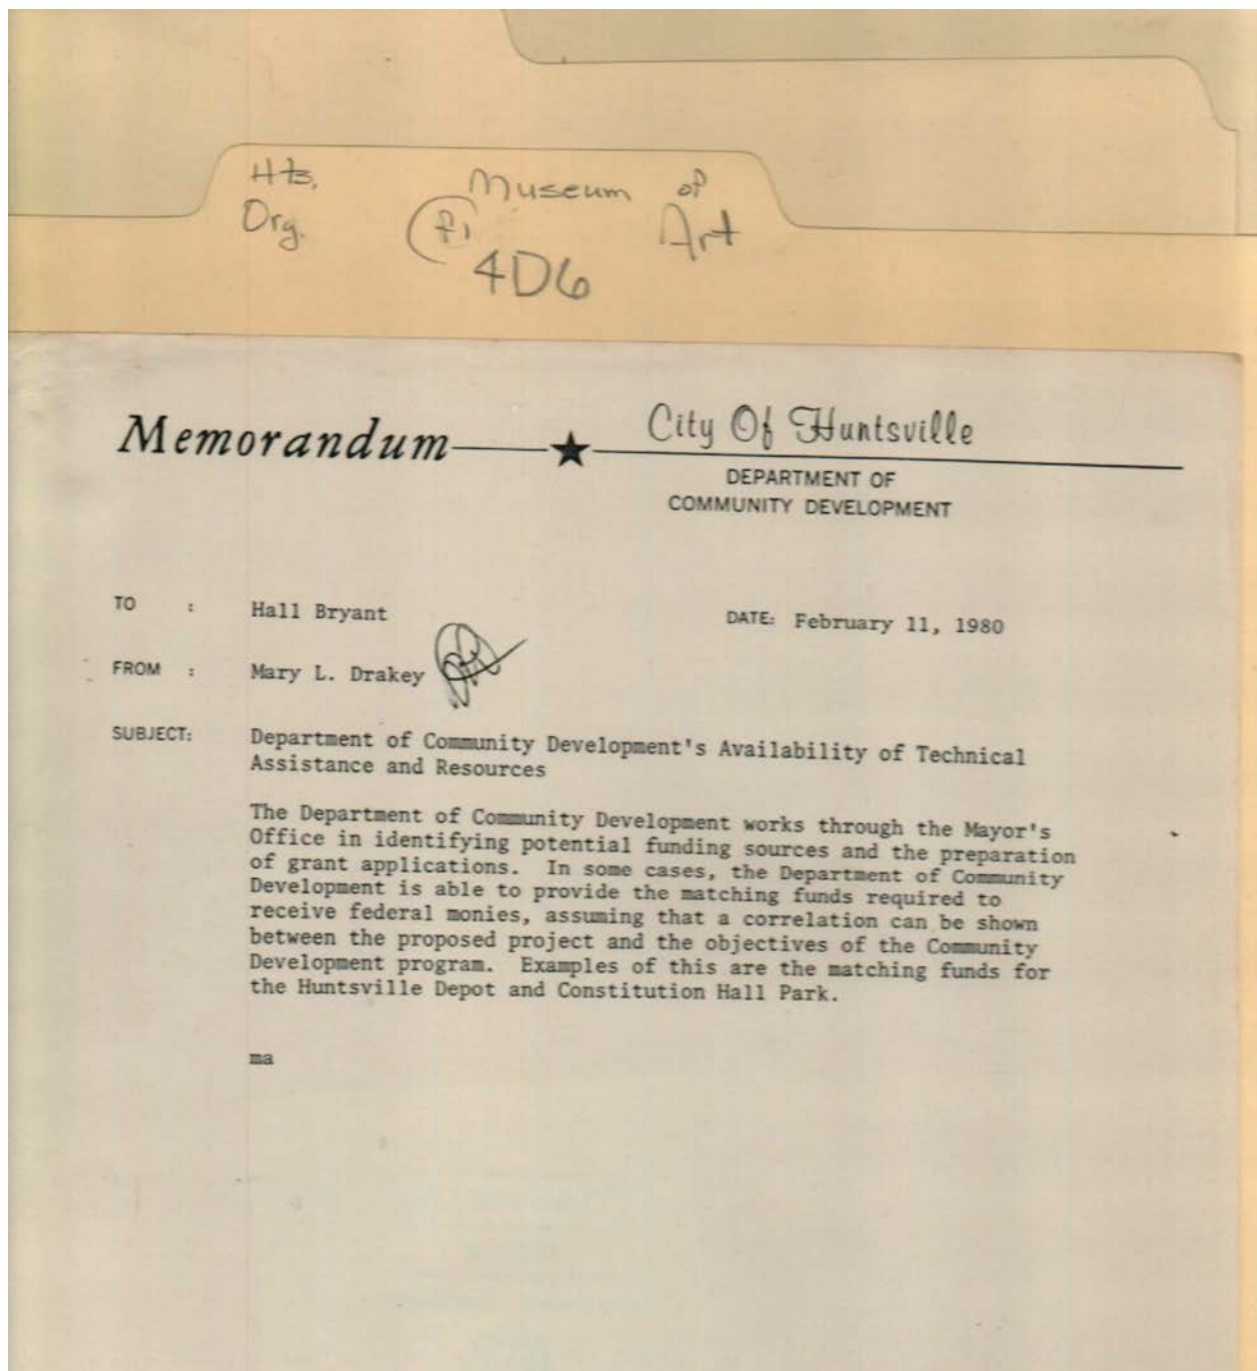 Hts. Museum of
Org. f1 Art
4D6
Memorandum City Of Huntsville
DEPARTMENT OF
COMMUNITY DEVELOPMENT
TO : Hall Bryant DATE: February 11, 1980
FROM : Mary L. Drakey
SUBJECT: Department of Community Development's Availability of Technical
Assistance and Resources
The Department of Community Development works through the Mayor's
Office in identifying potential funding sources and the preparation
of grant applications. In some cases, the Department of Community
Development is able to provide the matching funds required to
receive federal monies, assuming that a correlation can be shown
between the proposed project and the objectives of the Community
Development program. Examples of this are the matching funds for
the Huntsville Depot and Constitution Hall Park.
ma